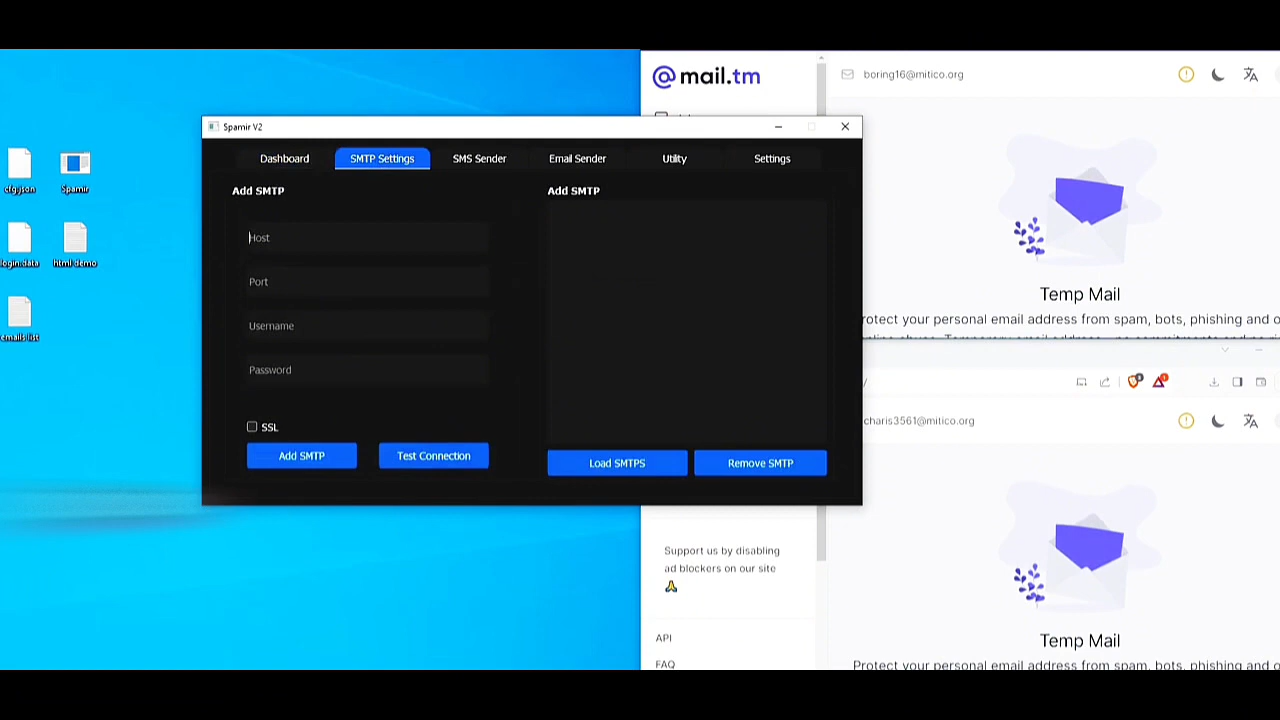 @mail.tm
boring16@mitico.org
Spamir V2
Dashboard
SMTP Settings
SMS Sender
Email Sender
Utility
Settings
Add SMTP
Add SMTP
Host
Port
Username
Password
SSL
Add SMTP
Test Connection
Load SMTPS
Remove SMTP
cfg.json
Spamir
login.data
html.demo
emails.list
Temp Mail
rotect your personal email address from spam, bots, phishing and o
charis3561@mitico.org
Temp Mail
Protect your personal email address from spam, bots, phishing and o
Support us by disabling
ad blockers on our site
API
FAQ